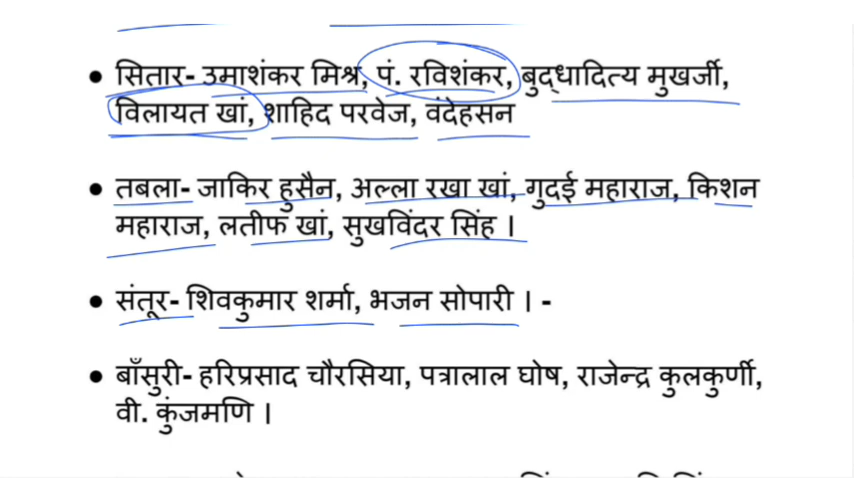 ● सितार- उमाशंकर मिश्र, पं. रविशंकर, बुद्धादित्य मुखर्जी,
विलायत खां, शाहिद परवेज, वंदेहसन
● तबला- जाकिर हुसैन, अल्ला रखा खां, गुदई महाराज, किशन
महाराज, लतीफ खां, सुखविंदर सिंह ।
● संतूर- शिवकुमार शर्मा, भजन सोपारी । -
● बाँसुरी- हरिप्रसाद चौरसिया, पत्रालाल घोष, राजेन्द्र कुलकुर्णी,
वी. कुंजमणि ।